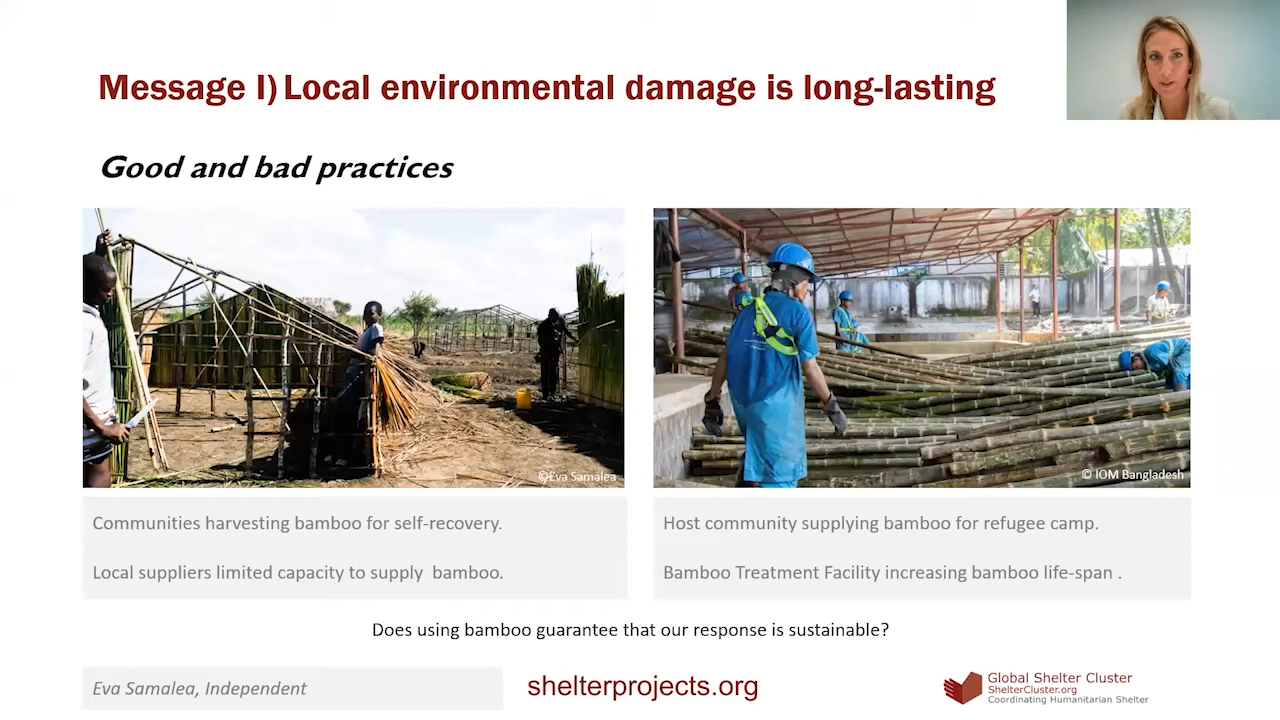 Message I) Local environmental damage is long-lasting
Good and bad practices
©Eva Samalea
© IOM Bangladesh
Communities harvesting bamboo for self-recovery.
Local suppliers limited capacity to supply bamboo.
Host community supplying bamboo for refugee camp.
Bamboo Treatment Facility increasing bamboo life-span .
Does using bamboo guarantee that our response is sustainable?
Eva Samalea, Independent
shelterprojects.org
Global Shelter Cluster
ShelterCluster.org
Coordinating Humanitarian Shelter